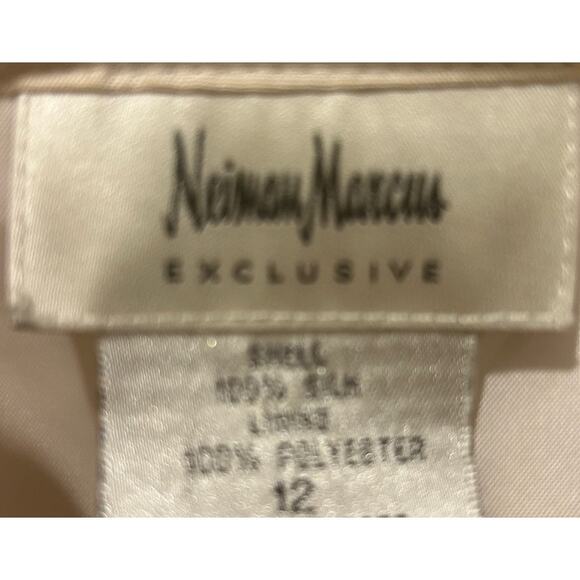 Neiman Marcus
EXCLUSIVE
SHELL
100% SILK
LINING
100% POLYESTER
12